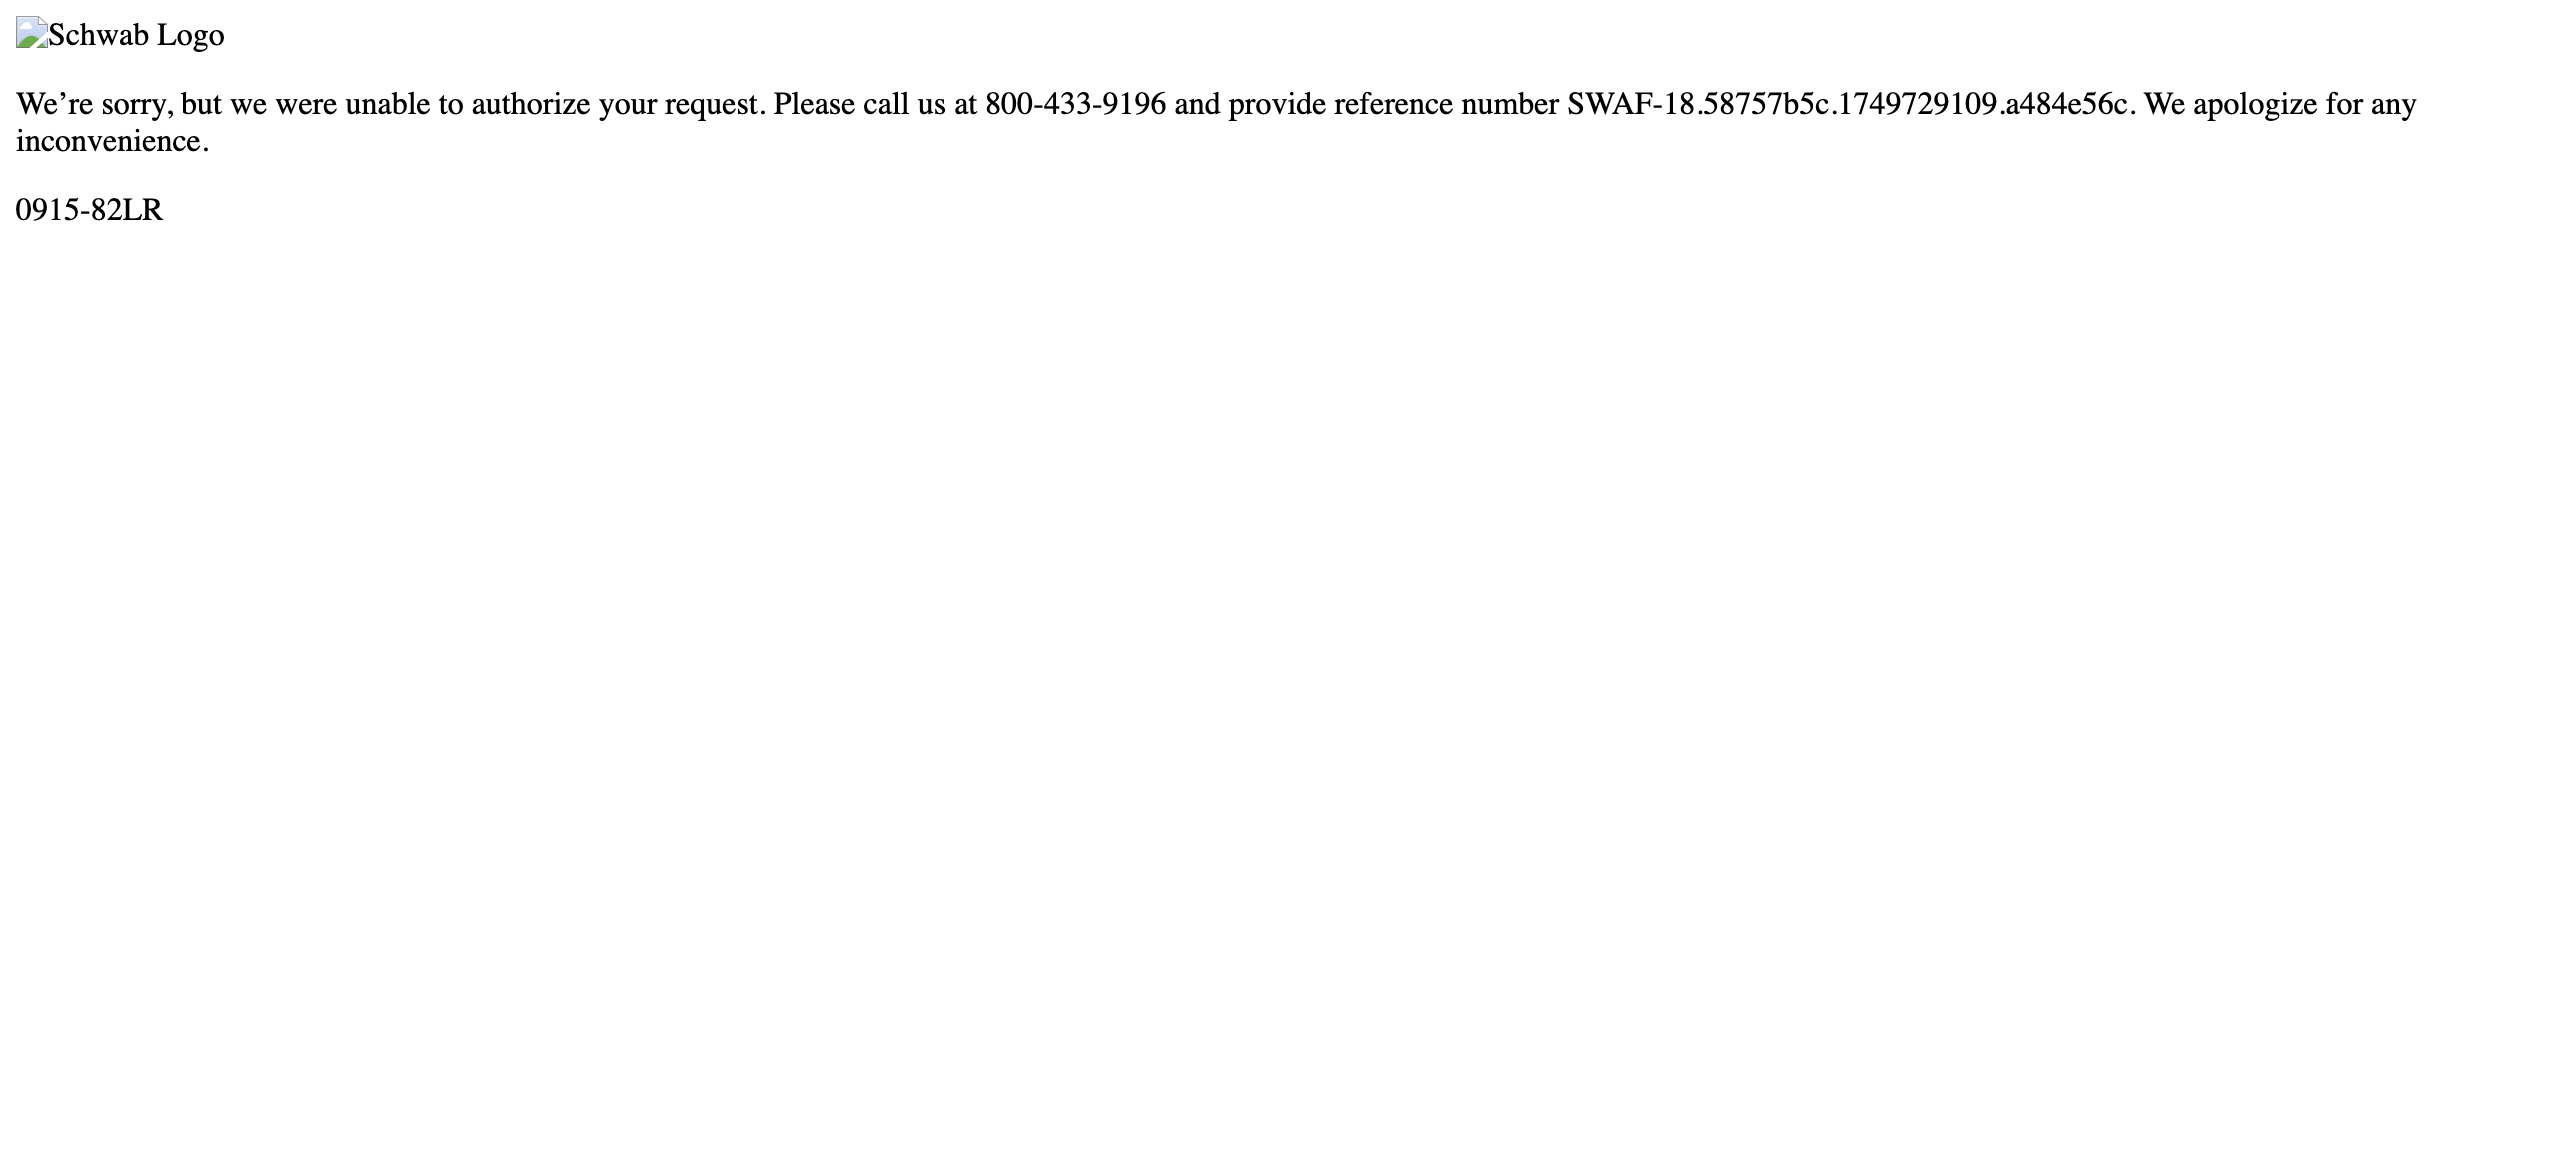 Schwab Logo
We’re sorry, but we were unable to authorize your request. Please call us at 800-433-9196 and provide reference number SWAF-18.58757b5c.1749729109.a484e56c. We apologize for any
inconvenience.
0915-82LR